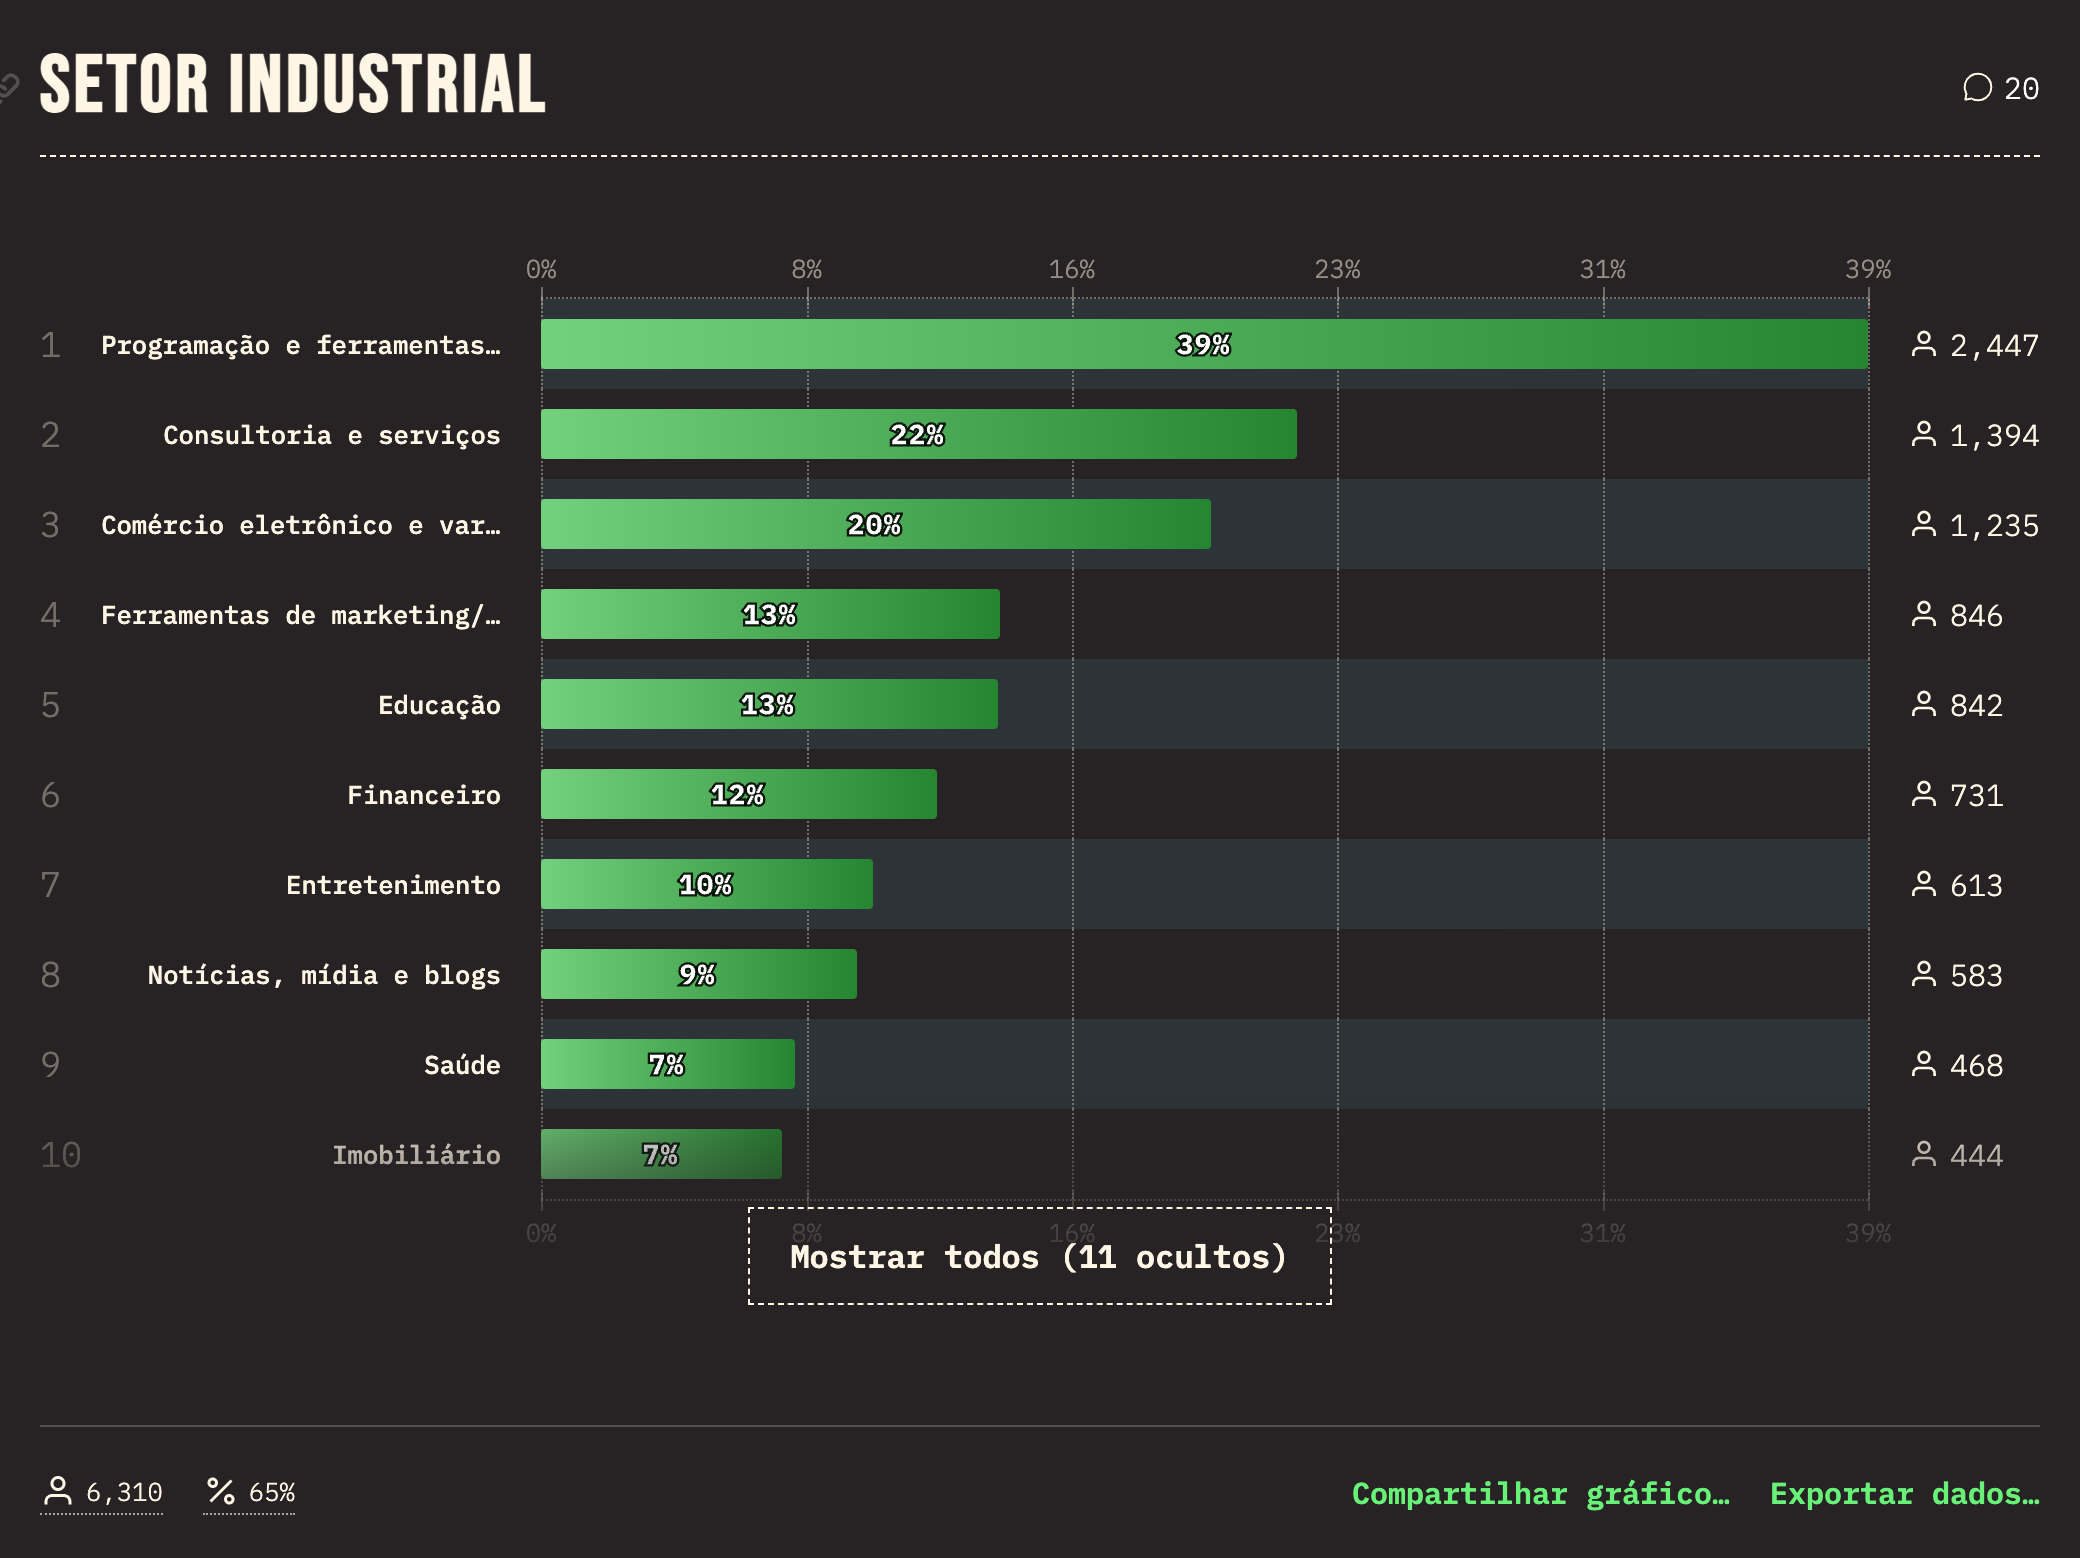 SETOR INDUSTRIAL
20
0% 8% 16% 23% 31% 39%
1 Programação e ferramentas… 39% 2,447
2 Consultoria e serviços 22% 1,394
3 Comércio eletrônico e var… 20% 1,235
4 Ferramentas de marketing/… 13% 846
5 Educação 13% 842
6 Financeiro 12% 731
7 Entretenimento 10% 613
8 Notícias, mídia e blogs 9% 583
9 Saúde 7% 468
10 Imobiliário 7% 444
0% 8% 16% 23% 31% 39%
Mostrar todos (11 ocultos)
6,310 % 65% Compartilhar gráfico… Exportar dados…